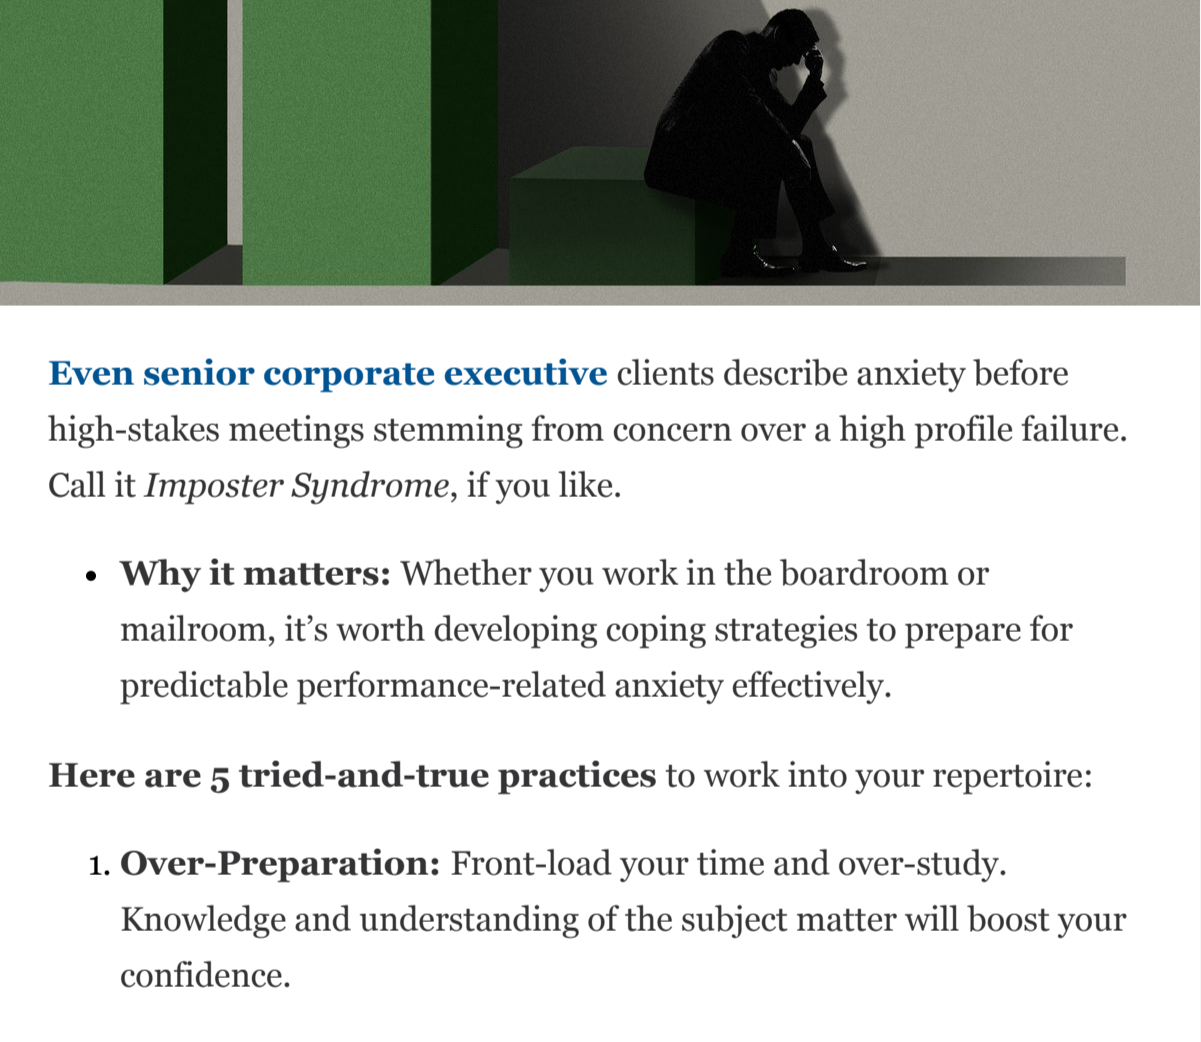 Even senior corporate executive clients describe anxiety before
high-stakes meetings stemming from concern over a high profile failure.
Call it Imposter Syndrome, if you like.
• Why it matters: Whether you work in the boardroom or
mailroom, it’s worth developing coping strategies to prepare for
predictable performance-related anxiety effectively.
Here are 5 tried-and-true practices to work into your repertoire:
1. Over-Preparation: Front-load your time and over-study.
Knowledge and understanding of the subject matter will boost your
confidence.